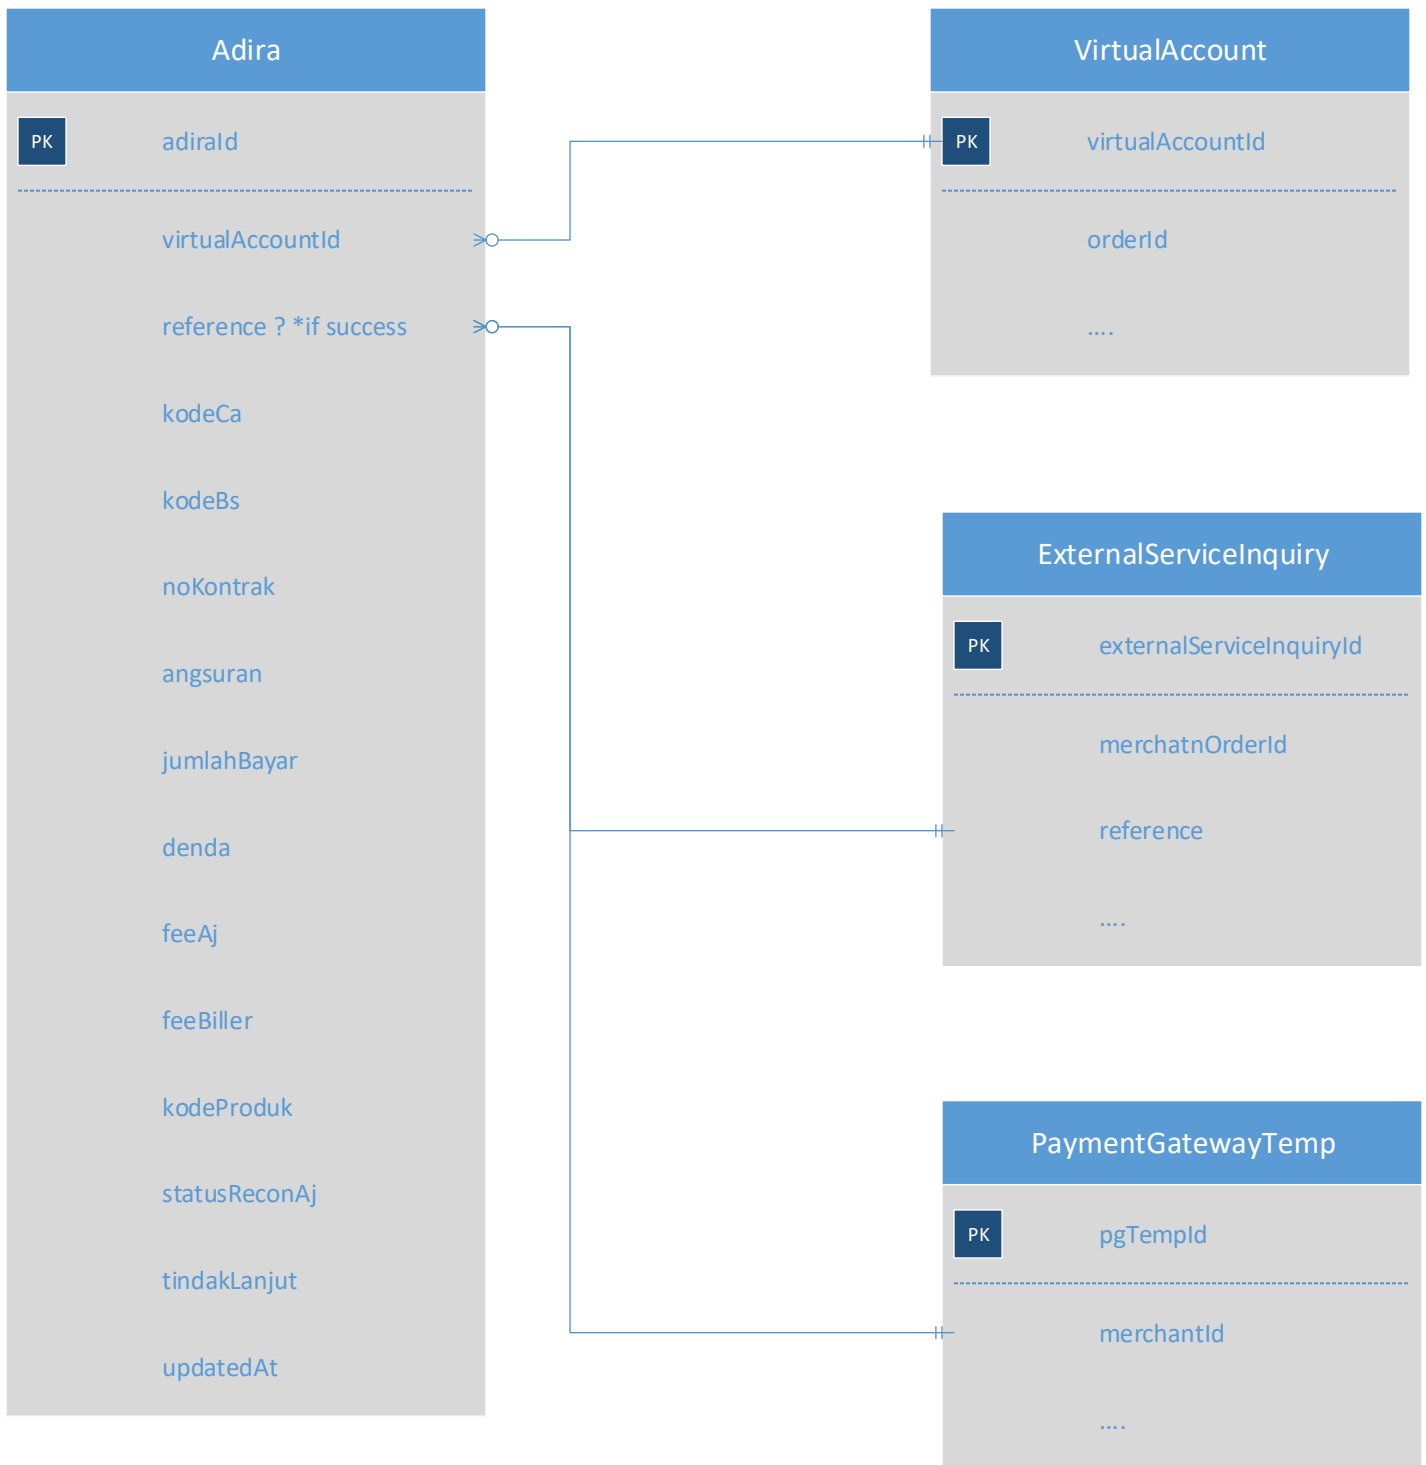 Adira
PK
adiraId
virtualAccountId
reference ? *if success
kodeCa
kodeBs
noKontrak
angsuran
jumlahBayar
denda
feeAj
feeBiller
kodeProduk
statusReconAj
tindakLanjut
updatedAt
VirtualAccount
PK
virtualAccountId
orderId
....
ExternalServiceInquiry
PK
externalServiceInquiryId
merchatnOrderId
reference
....
PaymentGatewayTemp
PK
pgTempId
merchantId
....